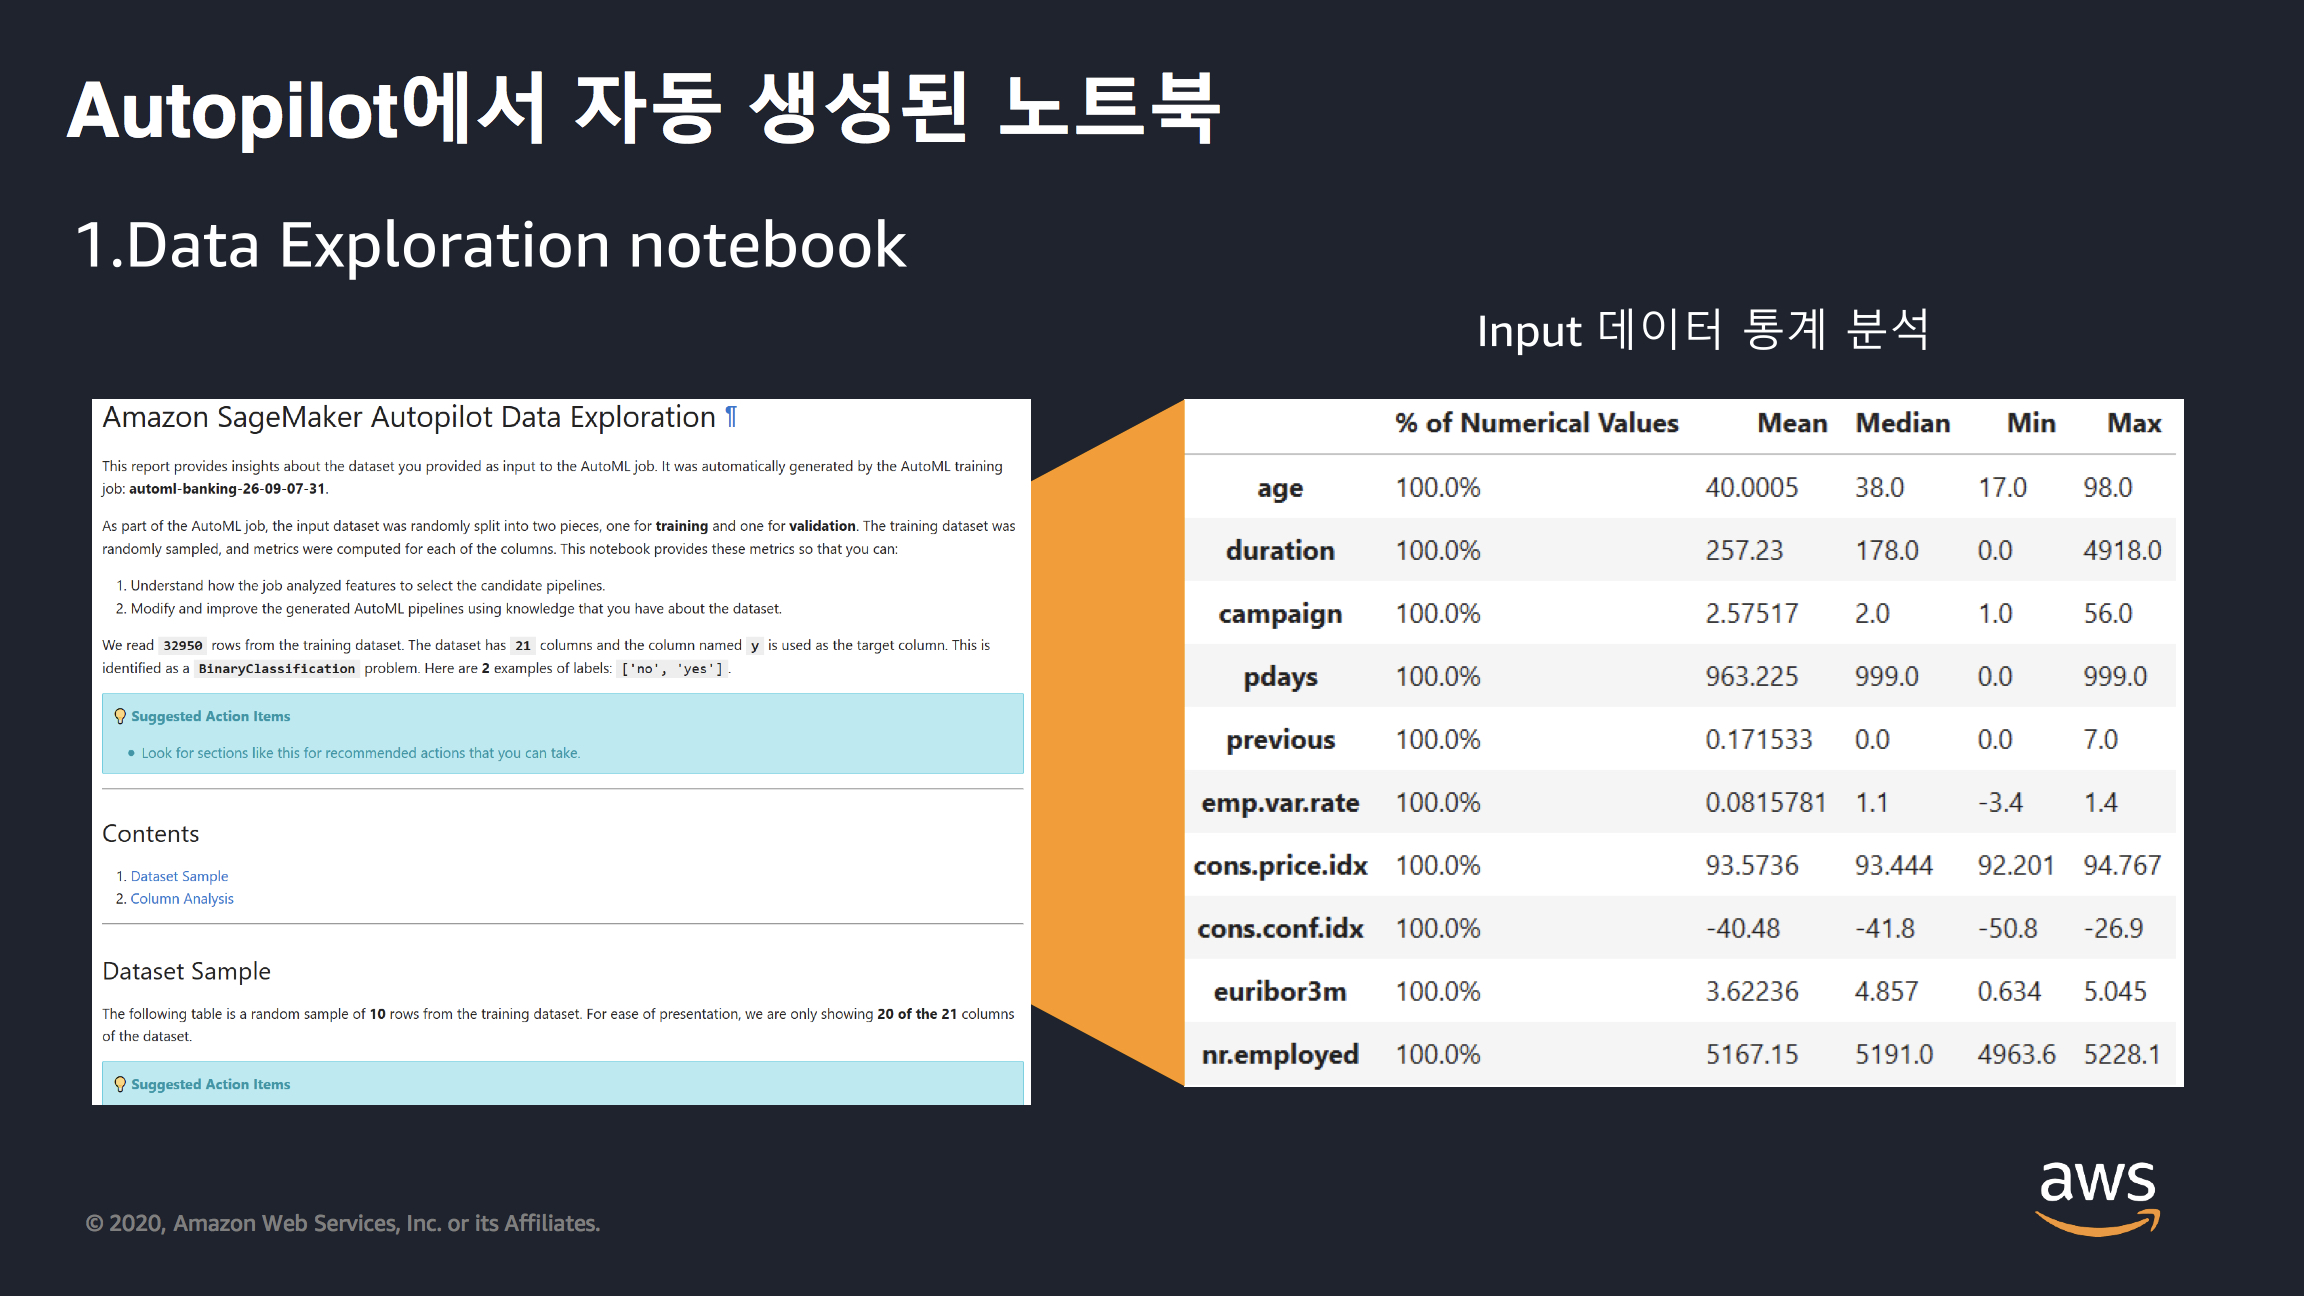 Autopilot에서 자동 생성된 노트북
1.Data Exploration notebook
Input 데이터 통계 분석
Amazon SageMaker Autopilot Data Exploration ¶
This report provides insights about the dataset you provided as input to the AutoML job. It was automatically generated by the AutoML training
job: automl-banking-26-09-07-31.
As part of the AutoML job, the input dataset was randomly split into two pieces, one for training and one for validation. The training dataset was
randomly sampled, and metrics were computed for each of the columns. This notebook provides these metrics so that you can:
1. Understand how the job analyzed features to select the candidate pipelines.
2. Modify and improve the generated AutoML pipelines using knowledge that you have about the dataset.
We read 32950 rows from the training dataset. The dataset has 21 columns and the column named y is used as the target column. This is
identified as a BinaryClassification problem. Here are 2 examples of labels: ['no', 'yes'].
Suggested Action Items
• Look for sections like this for recommended actions that you can take.
Contents
1. Dataset Sample
2. Column Analysis
Dataset Sample
The following table is a random sample of 10 rows from the training dataset. For ease of presentation, we are only showing 20 of the 21 columns
of the dataset.
Suggested Action Items
% of Numerical Values Mean Median Min Max
age 100.0% 40.0005 38.0 17.0 98.0
duration 100.0% 257.23 178.0 0.0 4918.0
campaign 100.0% 2.57517 2.0 1.0 56.0
pdays 100.0% 963.225 999.0 0.0 999.0
previous 100.0% 0.171533 0.0 0.0 7.0
emp.var.rate 100.0% 0.0815781 1.1 -3.4 1.4
cons.price.idx 100.0% 93.5736 93.444 92.201 94.767
cons.conf.idx 100.0% -40.48 -41.8 -50.8 -26.9
euribor3m 100.0% 3.62236 4.857 0.634 5.045
nr.employed 100.0% 5167.15 5191.0 4963.6 5228.1
© 2020, Amazon Web Services, Inc. or its Affiliates.
aws